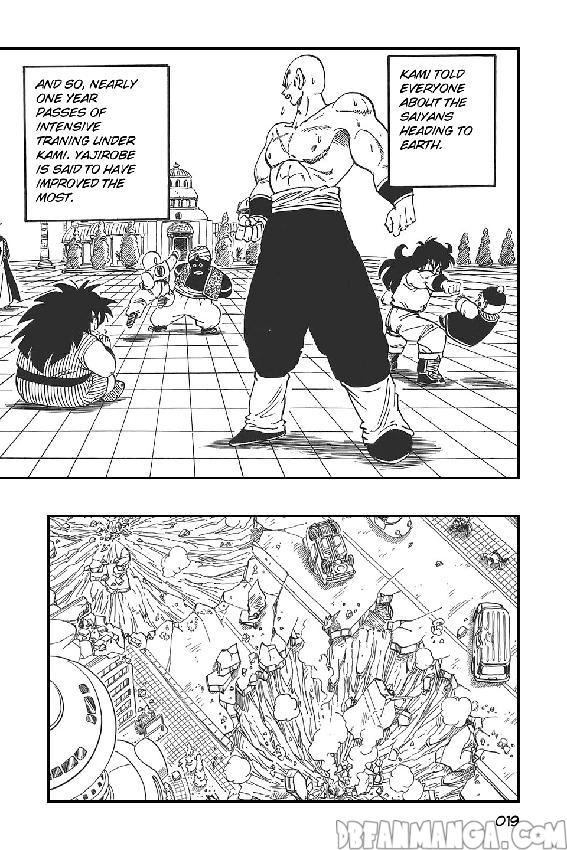 KAMI TOLD
EVERYONE
ABOUT THE
SAIYANS
HEADING TO
EARTH.
AND SO, NEARLY
ONE YEAR
PASSES OF
INTENSIVE
TRANING UNDER
KAMI. YAJIROBE
IS SAID TO HAVE
IMPROVED THE
MOST.
019
DBFANMANGA.COM